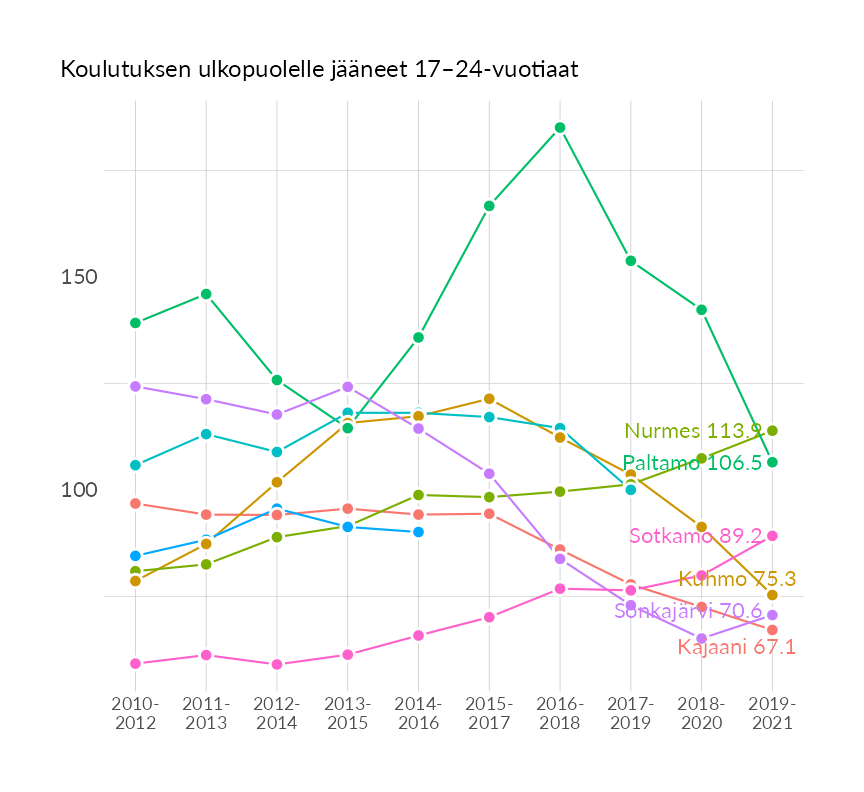 Koulutuksen ulkopuolelle jääneet 17–24-vuotiaat
150
100
Nurmes 113.9
Paltamo 106.5
Sotkamo 89.2
Kuhmo 75.3
Sonkajärvi 70.6
Kajaani 67.1
2010- 2011- 2012- 2013- 2014- 2015- 2016- 2017- 2018- 2019-
2012 2013 2014 2015 2016 2017 2018 2019 2020 2021